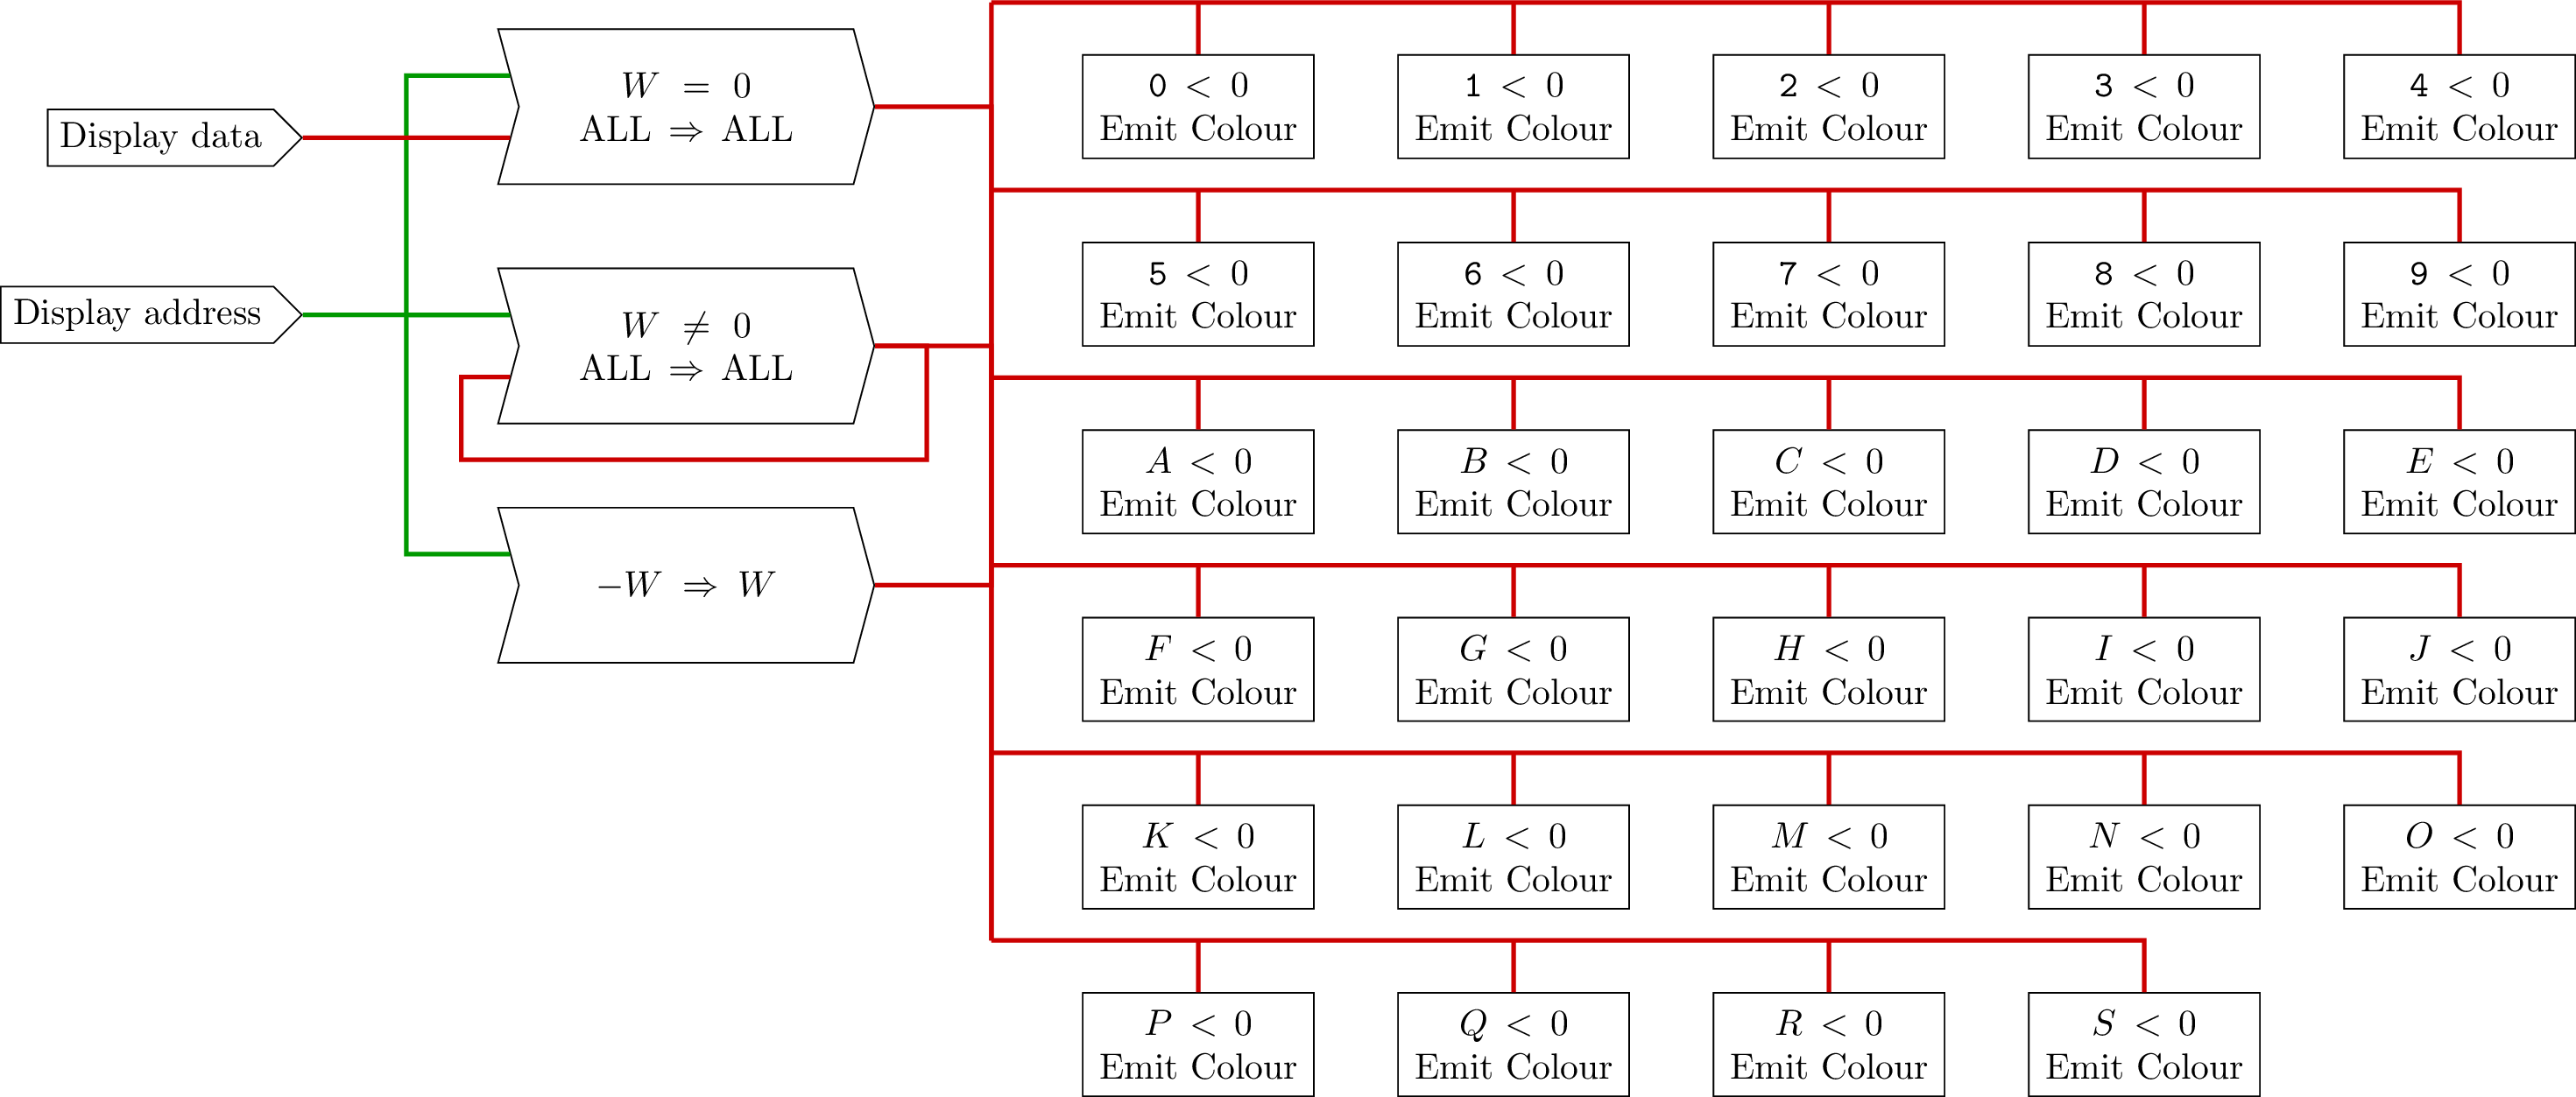 Display data
Display address
W = 0
ALL ⇒ ALL
W ≠ 0
ALL ⇒ ALL
−W ⇒ W
0 < 0
Emit Colour
1 < 0
Emit Colour
2 < 0
Emit Colour
3 < 0
Emit Colour
4 < 0
Emit Colour
5 < 0
Emit Colour
6 < 0
Emit Colour
7 < 0
Emit Colour
8 < 0
Emit Colour
9 < 0
Emit Colour
A < 0
Emit Colour
B < 0
Emit Colour
C < 0
Emit Colour
D < 0
Emit Colour
E < 0
Emit Colour
F < 0
Emit Colour
G < 0
Emit Colour
H < 0
Emit Colour
I < 0
Emit Colour
J < 0
Emit Colour
K < 0
Emit Colour
L < 0
Emit Colour
M < 0
Emit Colour
N < 0
Emit Colour
O < 0
Emit Colour
P < 0
Emit Colour
Q < 0
Emit Colour
R < 0
Emit Colour
S < 0
Emit Colour